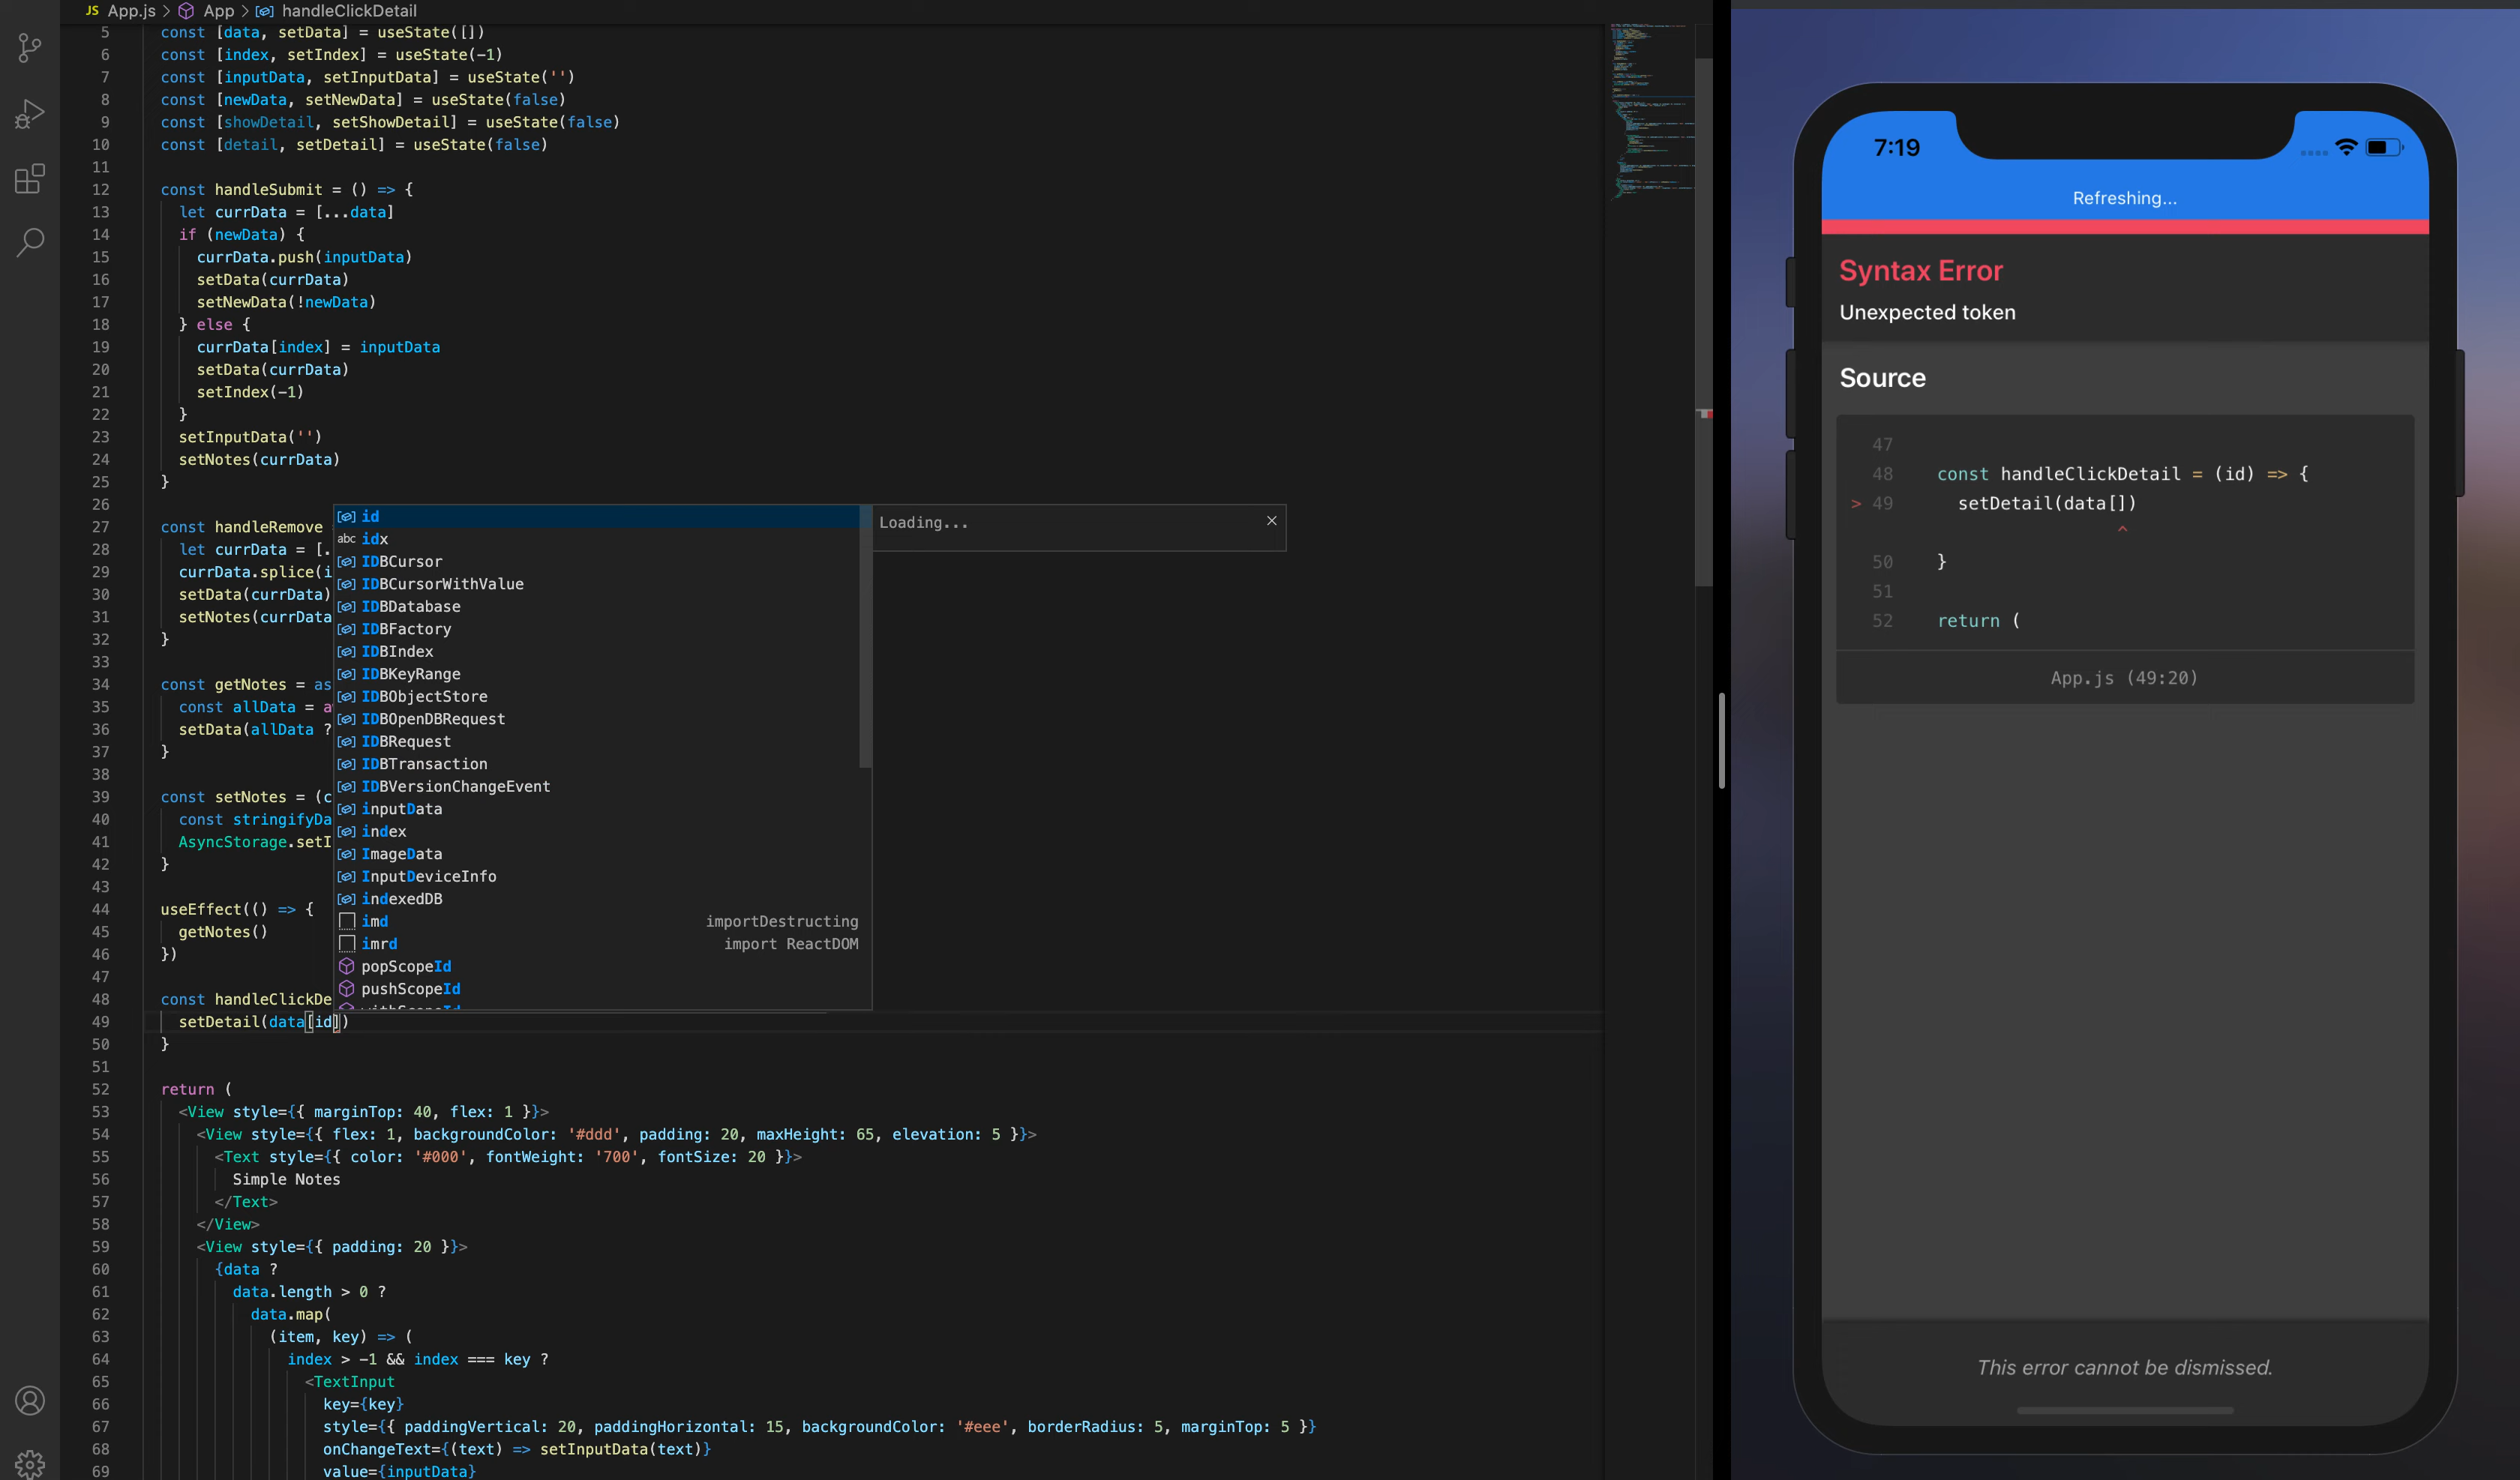 JS App.js > App > handleClickDetail
5 const [data, setData] = useState([])
6 const [index, setIndex] = useState(-1)
7 const [inputData, setInputData] = useState('')
8 const [newData, setNewData] = useState(false)
9 const [showDetail, setShowDetail] = useState(false)
10 const [detail, setDetail] = useState(false)
11
12 const handleSubmit = () => {
13 let currData = [...data]
14 if (newData) {
15 currData.push(inputData)
16 setData(currData)
17 setNewData(!newData)
18 } else {
19 currData[index] = inputData
20 setData(currData)
21 setIndex(-1)
22 }
23 setInputData('')
24 setNotes(currData)
25 }
26
27 const handleRemove
28 let currData = [.
29 currData.splice(i
30 setData(currData)
31 setNotes(currData
32 }
33
34 const getNotes = as
35 const allData = a
36 setData(allData ?
37 }
38
39 const setNotes = (c
40 const stringifyDa
41 AsyncStorage.setI
42 }
43
44 useEffect(() => {
45 getNotes()
46 })
47
48 const handleClickDe
49 setDetail(data[id])
50 }
51
52 return (
53 <View style={{ marginTop: 40, flex: 1 }}>
54 <View style={{ flex: 1, backgroundColor: '#ddd', padding: 20, maxHeight: 65, elevation: 5 }}>
55 <Text style={{ color: '#000', fontWeight: '700', fontSize: 20 }}>
56 Simple Notes
57 </Text>
58 </View>
59 <View style={{ padding: 20 }}>
60 {data ?
61 data.length > 0 ?
62 data.map(
63 (item, key) => (
64 index > -1 && index === key ?
65 <TextInput
66 key={key}
67 style={{ paddingVertical: 20, paddingHorizontal: 15, backgroundColor: '#eee', borderRadius: 5, marginTop: 5 }}
68 onChangeText={(text) => setInputData(text)}
69 value={inputData}
id
abc idx
IDBCursor
IDBCursorWithValue
IDBDatabase
IDBFactory
IDBIndex
IDBKeyRange
IDBObjectStore
IDBOpenDBRequest
IDBRequest
IDBTransaction
IDBVersionChangeEvent
inputData
index
ImageData
InputDeviceInfo
indexedDB
imd importDestructing
imrd import ReactDOM
popScopeId
pushScopeId
Loading...
7:19
Refreshing...
Syntax Error
Unexpected token
Source
47
48 const handleClickDetail = (id) => {
> 49 setDetail(data[])
^
50 }
51
52 return (
App.js (49:20)
This error cannot be dismissed.